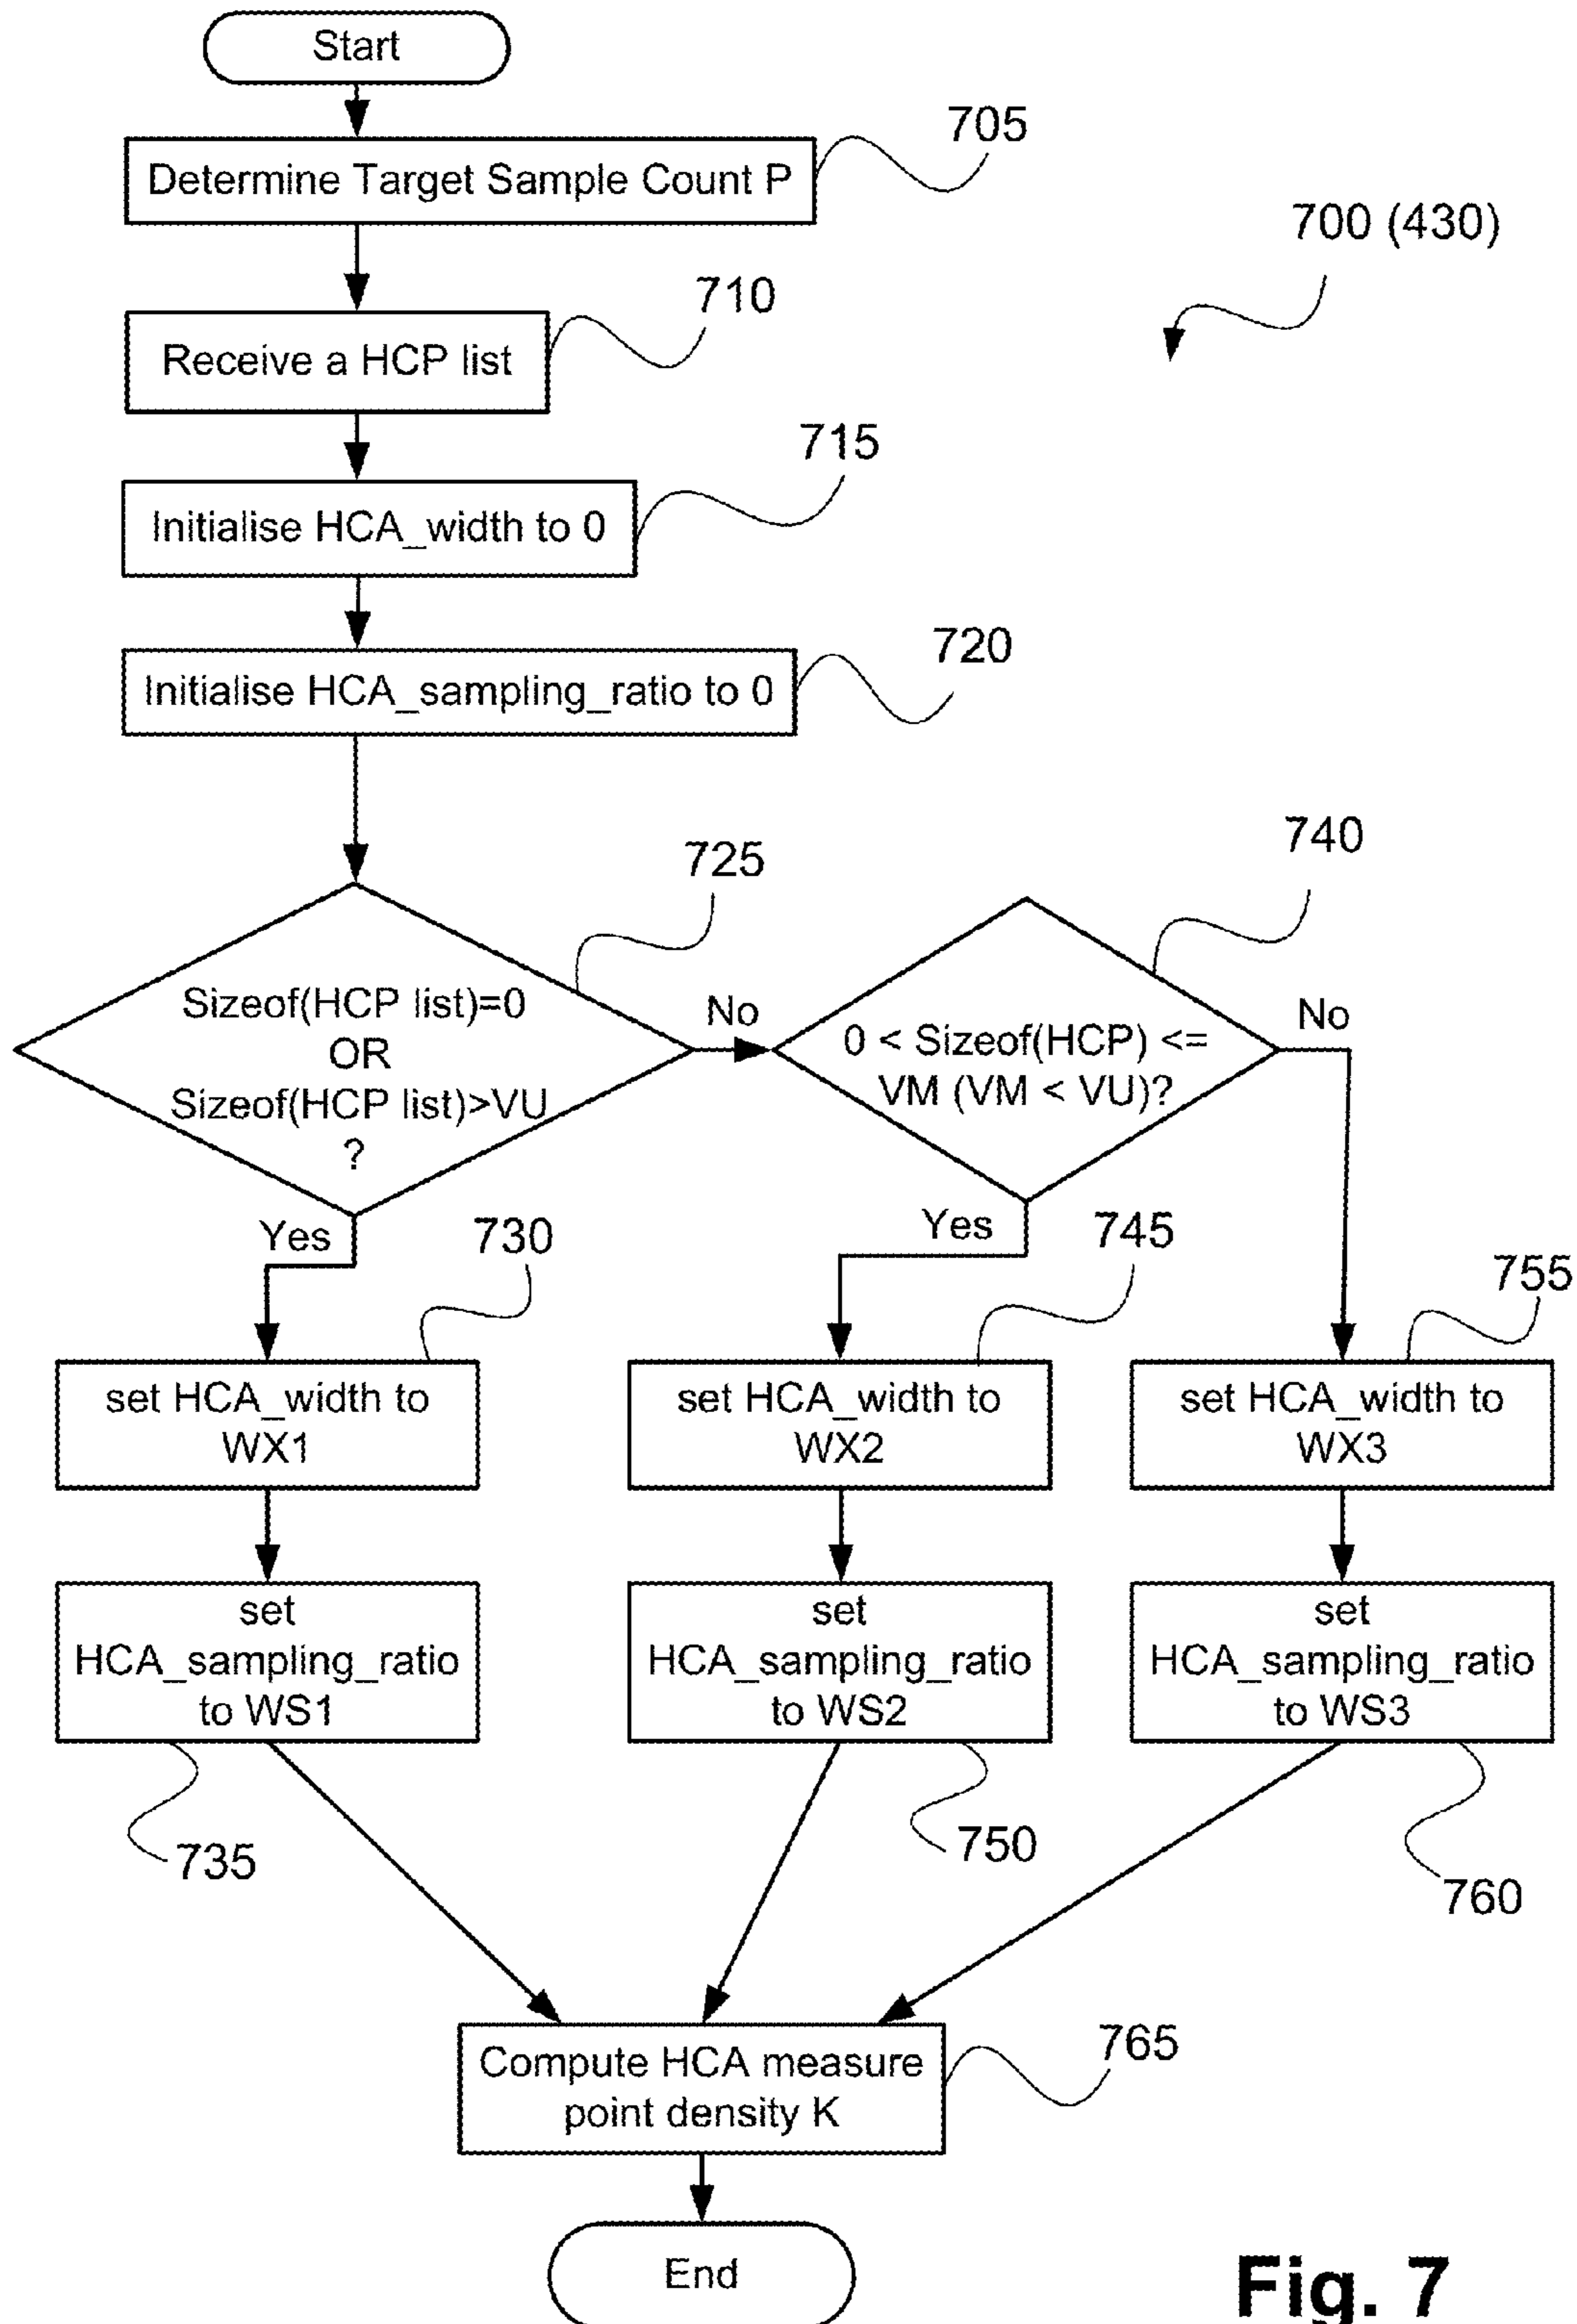 Start
705
Determine Target Sample Count P
700 (430)
710
Receive a HCP list
715
Initialise HCA_width to 0
720
Initialise HCA_sampling_ratio to 0
725
740
Sizeof(HCP list)=0
OR
Sizeof(HCP list)>VU
?
No
0 < Sizeof(HCP) <=
VM (VM < VU)?
No
Yes
730
Yes
745
755
set HCA_width to
WX1
set HCA_width to
WX2
set HCA_width to
WX3
set
HCA_sampling_ratio
to WS1
set
HCA_sampling_ratio
to WS2
set
HCA_sampling_ratio
to WS3
735
750
760
765
Compute HCA measure
point density K
End
Fig. 7